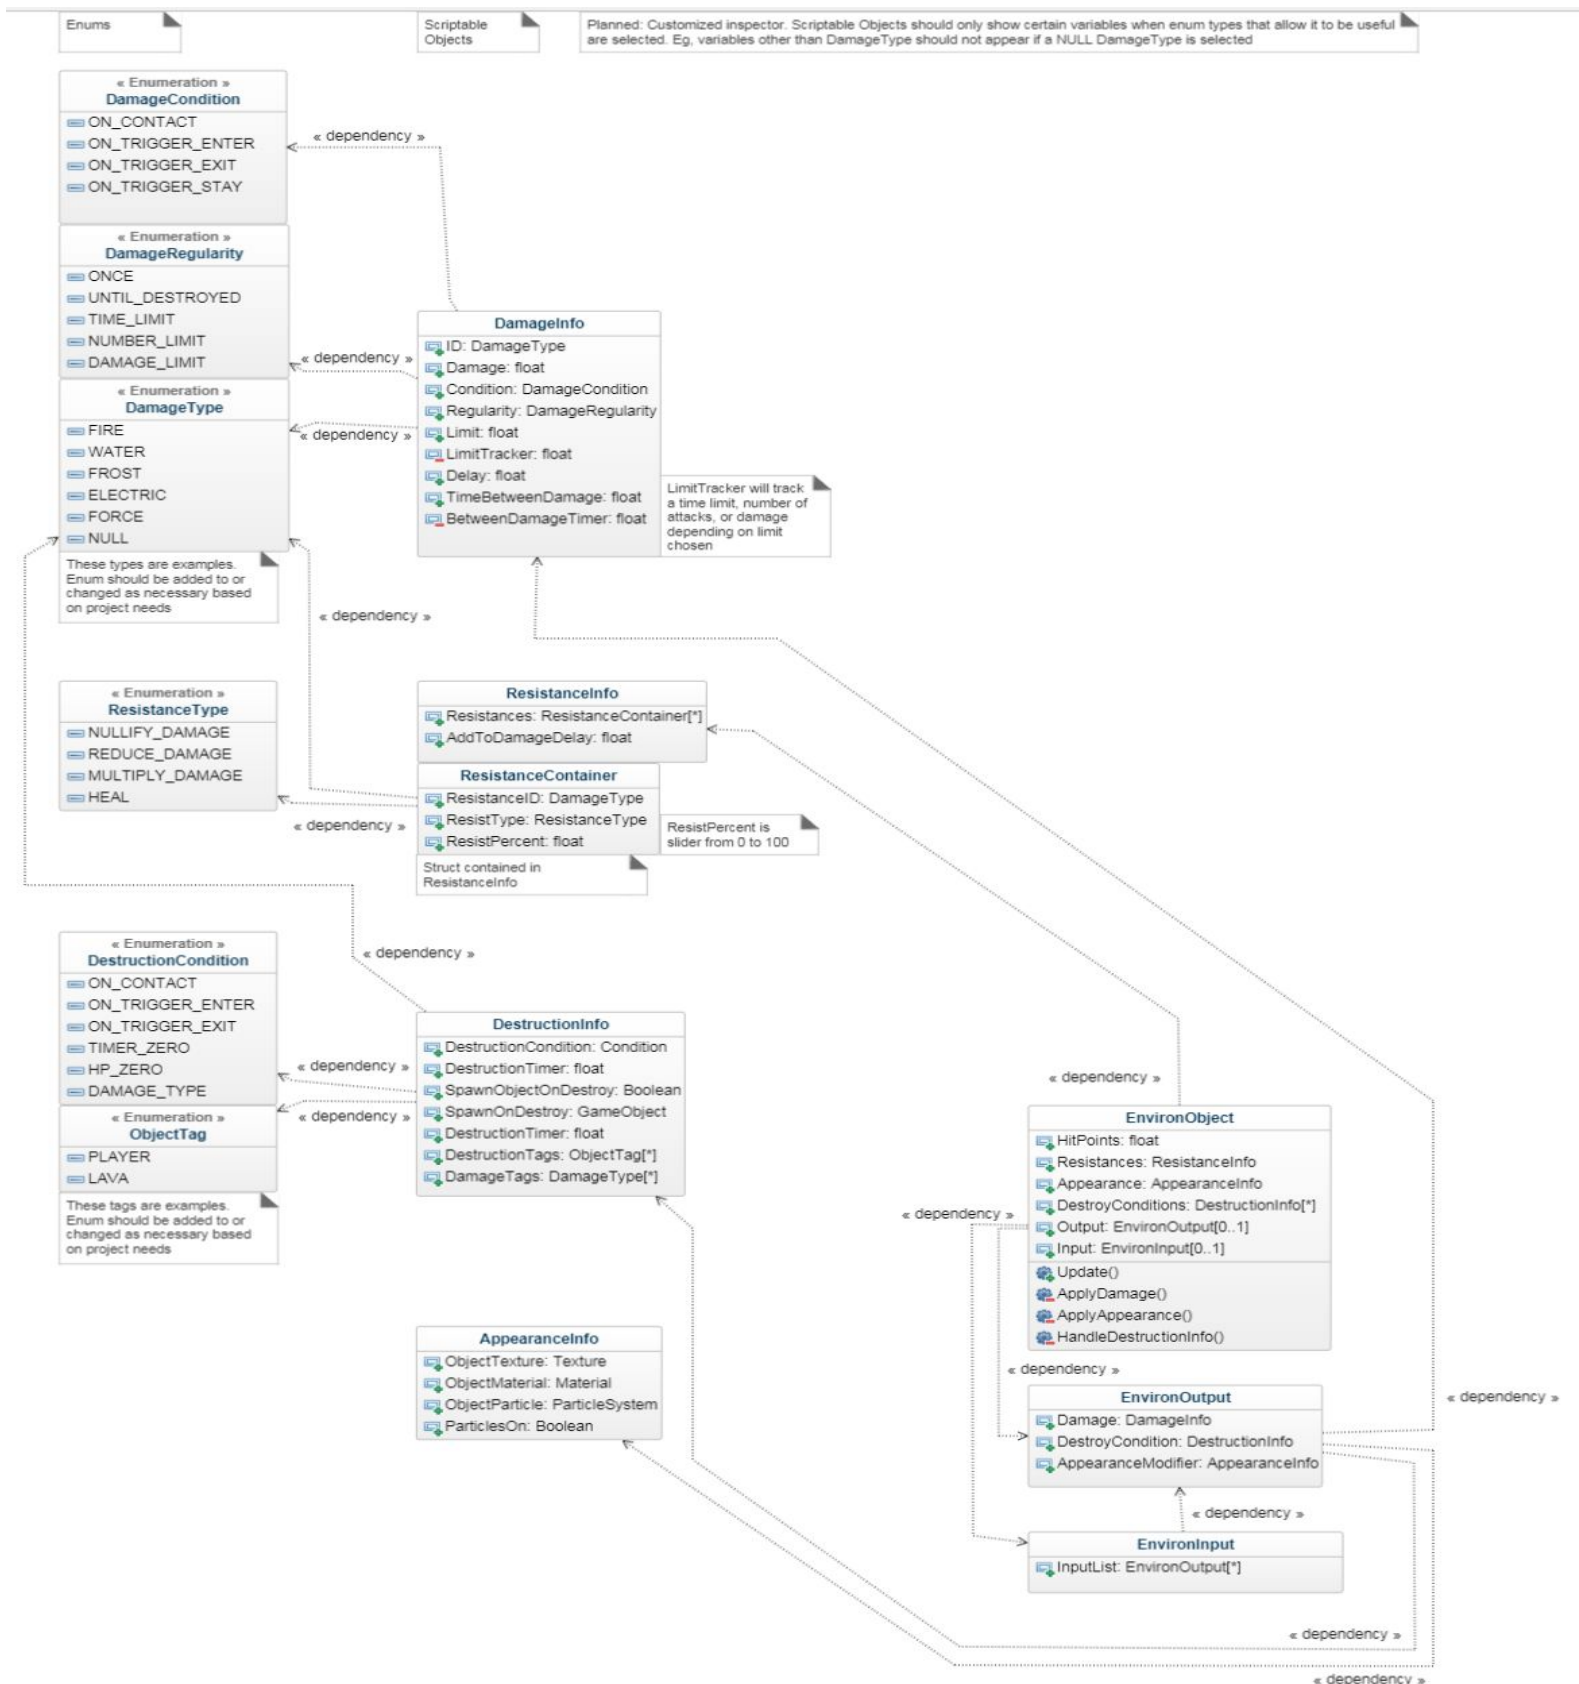 Enums
Scriptable
Objects
Planned: Customized inspector. Scriptable Objects should only show certain variables when enum types that allow it to be useful
are selected. Eg, variables other than DamageType should not appear if a NULL DamageType is selected
« Enumeration »
DamageCondition
ON_CONTACT
ON_TRIGGER_ENTER
ON_TRIGGER_EXIT
ON_TRIGGER_STAY
« dependency »
« Enumeration »
DamageRegularity
ONCE
UNTIL_DESTROYED
TIME_LIMIT
NUMBER_LIMIT
DAMAGE_LIMIT
« dependency »
« Enumeration »
DamageType
FIRE
WATER
FROST
ELECTRIC
FORCE
NULL
« dependency »
These types are examples.
Enum should be added to or
changed as necessary based
on project needs
« dependency »
DamageInfo
ID: DamageType
Damage: float
Condition: DamageCondition
Regularity: DamageRegularity
Limit: float
LimitTracker: float
Delay: float
TimeBetweenDamage: float
BetweenDamageTimer: float
LimitTracker will track
a time limit, number of
attacks, or damage
depending on limit
chosen
« Enumeration »
ResistanceType
NULLIFY_DAMAGE
REDUCE_DAMAGE
MULTIPLY_DAMAGE
HEAL
« dependency »
ResistanceInfo
Resistances: ResistanceContainer[*]
AddToDamageDelay: float
ResistanceContainer
ResistanceID: DamageType
ResistType: ResistanceType
ResistPercent: float
ResistPercent is
slider from 0 to 100
Struct contained in
ResistanceInfo
« Enumeration »
DestructionCondition
ON_CONTACT
ON_TRIGGER_ENTER
ON_TRIGGER_EXIT
TIMER_ZERO
HP_ZERO
DAMAGE_TYPE
« dependency »
« dependency »
« dependency »
« Enumeration »
ObjectTag
PLAYER
LAVA
These tags are examples.
Enum should be added to or
changed as necessary based
on project needs
DestructionInfo
DestructionCondition: Condition
DestructionTimer: float
SpawnObjectOnDestroy: Boolean
SpawnOnDestroy: GameObject
DestructionTimer: float
DestructionTags: ObjectTag[*]
DamageTags: DamageType[*]
« dependency »
EnvironObject
HitPoints: float
Resistances: ResistanceInfo
Appearance: AppearanceInfo
DestroyConditions: DestructionInfo[*]
Output: EnvironOutput[0..1]
Input: EnvironInput[0..1]
Update()
ApplyDamage()
ApplyAppearance()
HandleDestructionInfo()
« dependency »
« dependency »
AppearanceInfo
ObjectTexture: Texture
ObjectMaterial: Material
ObjectParticle: ParticleSystem
ParticlesOn: Boolean
EnvironOutput
Damage: DamageInfo
DestroyCondition: DestructionInfo
AppearanceModifier: AppearanceInfo
« dependency »
« dependency »
EnvironInput
InputList: EnvironOutput[*]
« dependency »
« dependency »